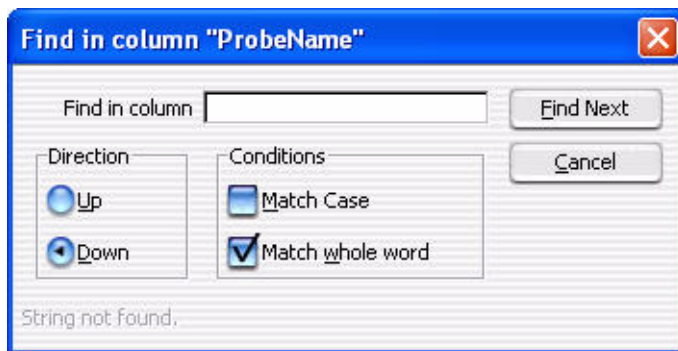 Find in column "ProbeName"
Find in column
Find Next
Direction
Conditions
Cancel
Up
Match Case
Down
Match whole word
String not found.